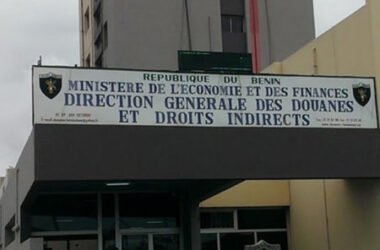 REPUBLIQUE DU BENIN
MINISTERE DE L'ECONOMIE ET DES FINANCES
DIRECTION GENERALE DES DOUANES
ET DROITS INDIRECTS